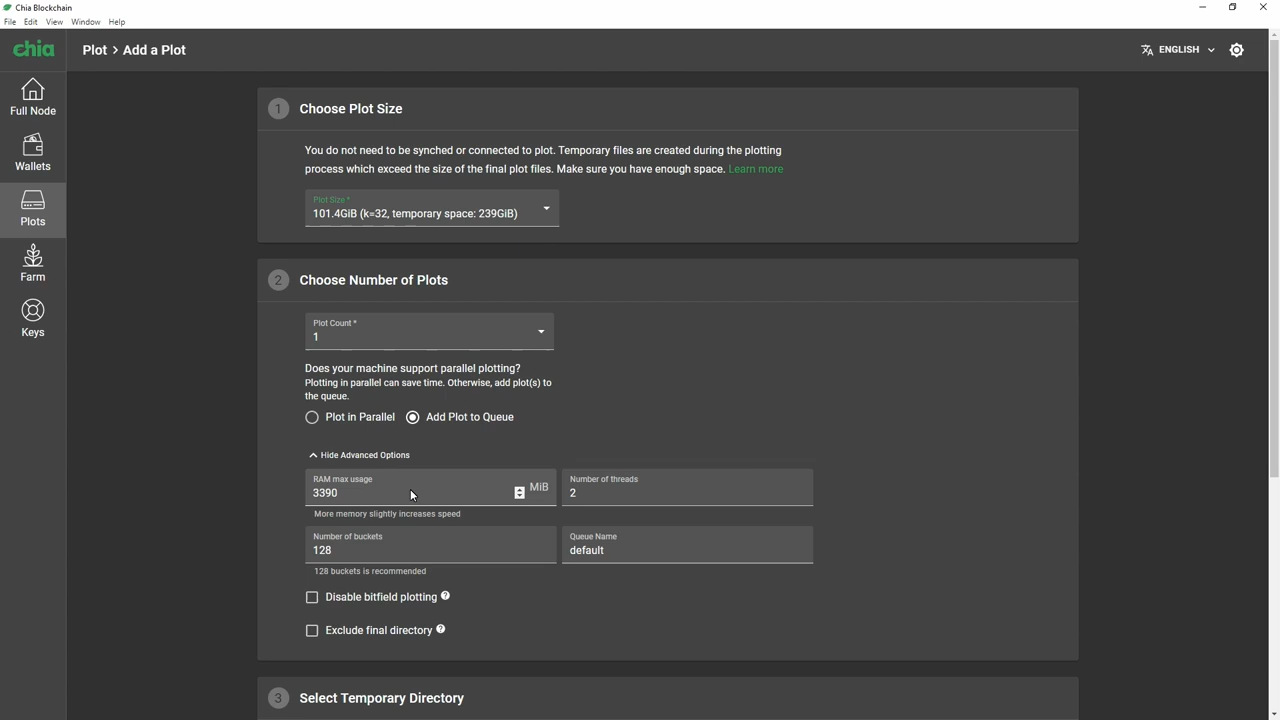 Chia Blockchain
File Edit View Window Help
chia
Plot > Add a Plot
ENGLISH
Full Node
Wallets
Plots
Farm
Keys
1 Choose Plot Size
You do not need to be synched or connected to plot. Temporary files are created during the plotting
process which exceed the size of the final plot files. Make sure you have enough space. Learn more
Plot Size *
101.4GiB (k=32, temporary space: 239GiB)
2 Choose Number of Plots
Plot Count *
1
Does your machine support parallel plotting?
Plotting in parallel can save time. Otherwise, add plot(s) to
the queue.
Plot in Parallel Add Plot to Queue
Hide Advanced Options
RAM max usage
3390 MiB
More memory slightly increases speed
Number of threads
2
Number of buckets
128
128 buckets is recommended
Queue Name
default
Disable bitfield plotting ?
Exclude final directory ?
3 Select Temporary Directory